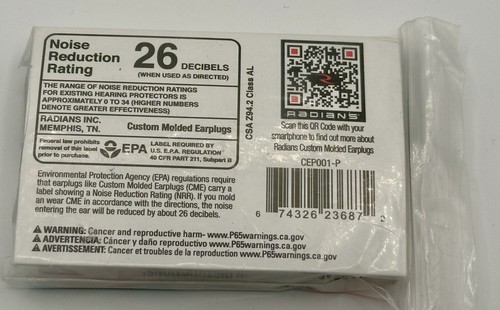 Noise
Reduction
Rating
26 DECIBELS
(WHEN USED AS DIRECTED)
THE RANGE OF NOISE REDUCTION RATINGS
FOR EXISTING HEARING PROTECTORS IS
APPROXIMATELY 0 TO 34 (HIGHER NUMBERS
DENOTE GREATER EFFECTIVENESS)
RADIANS INC.
MEMPHIS, TN. Custom Molded Earplugs
Federal law prohibits
removal of this label
prior to purchase.
EPA
LABEL REQUIRED BY
U.S. E.P.A. REGULATION
40 CFR PART 211, Subpart B
CSA Z94.2 Class AL
RADIANS
Scan this QR Code with your
smartphone to find out more about
Radians Custom Molded Earplugs
CEP001-P
6 74326 23687 2
Environmental Protection Agency (EPA) regulations require
that earplugs like Custom Molded Earplugs (CME) carry a
label showing a Noise Reduction Rating (NRR). If you mold
an wear CME in accordance with the directions, the noise
entering the ear will be reduced by about 26 decibels.
WARNING: Cancer and reproductive harm- www.P65warnings.ca.gov
ADVERTENCIA: Cáncer y daño reproductivo www.P65warnings.ca.gov
AVERTISSEMENT: Cancer et troubles de la reproduction www.P65warnings.ca.gov